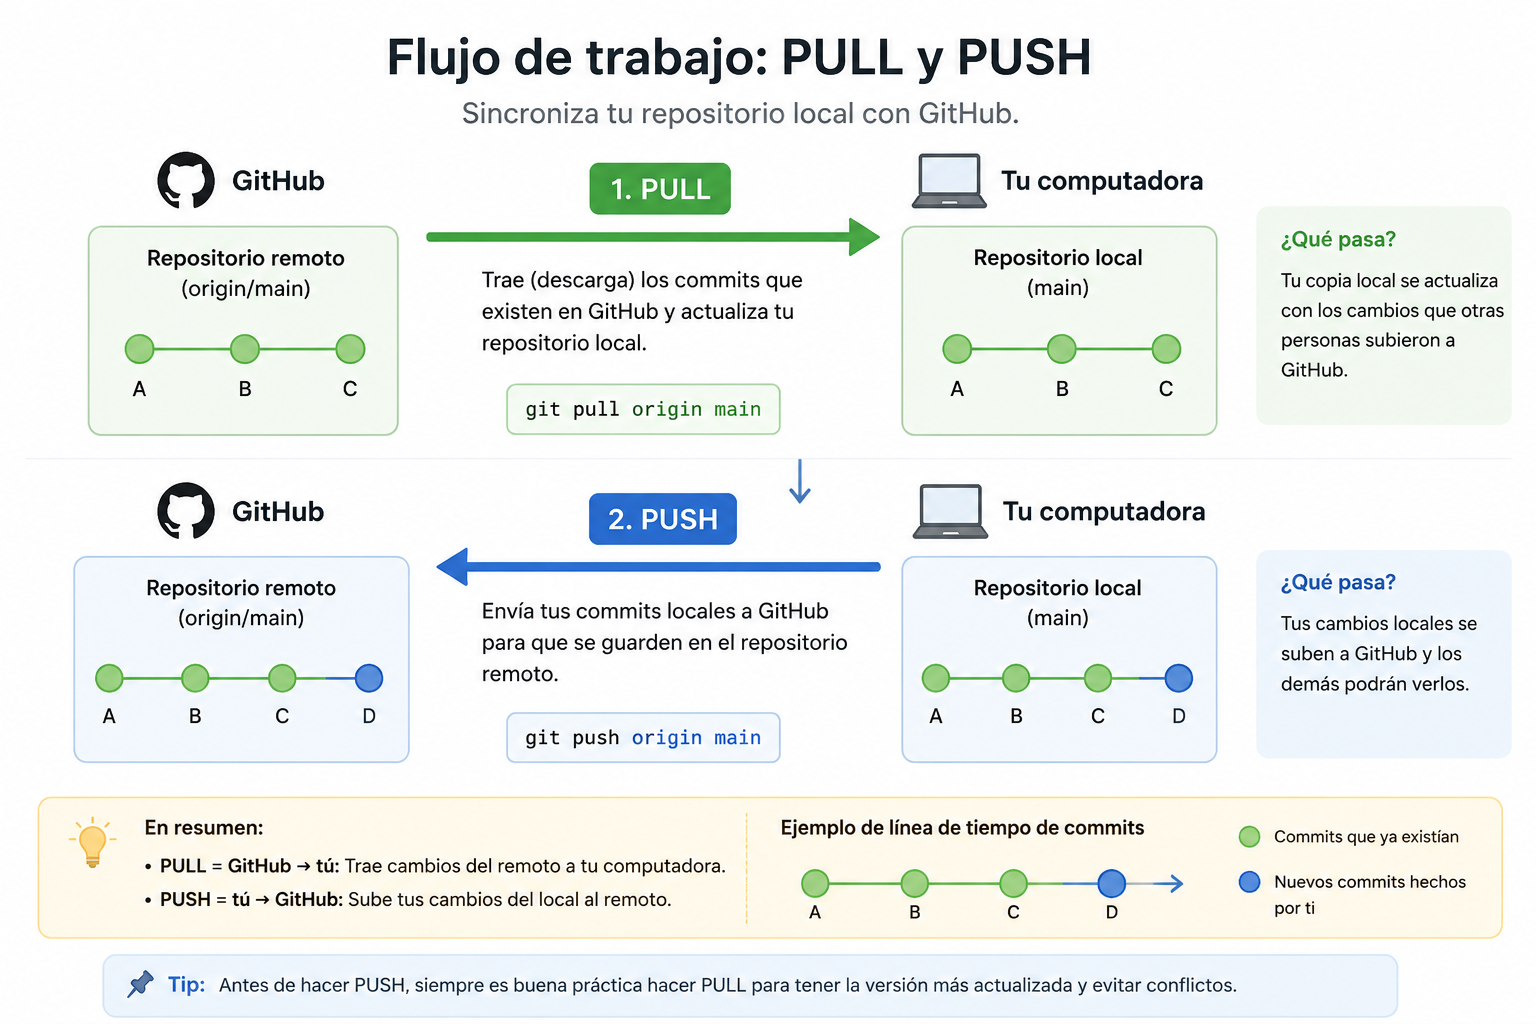 Flujo de trabajo: PULL y PUSH
Sincroniza tu repositorio local con GitHub.
GitHub
1. PULL
Tu computadora
Repositorio remoto
(origin/main)
A B C
Trae (descarga) los commits que
existen en GitHub y actualiza tu
repositorio local.
git pull origin main
Repositorio local
(main)
A B C
¿Qué pasa?
Tu copia local se actualiza
con los cambios que otras
personas subieron a
GitHub.
GitHub
2. PUSH
Tu computadora
Repositorio remoto
(origin/main)
A B C D
Envía tus commits locales a GitHub
para que se guarden en el repositorio
remoto.
git push origin main
Repositorio local
(main)
A B C D
¿Qué pasa?
Tus cambios locales se
suben a GitHub y los
demás podrán verlos.
En resumen:
• PULL = GitHub → tú: Trae cambios del remoto a tu computadora.
• PUSH = tú → GitHub: Sube tus cambios del local al remoto.
Ejemplo de línea de tiempo de commits
A B C D
Commits que ya existían
Nuevos commits hechos
por ti
Tip: Antes de hacer PUSH, siempre es buena práctica hacer PULL para tener la versión más actualizada y evitar conflictos.